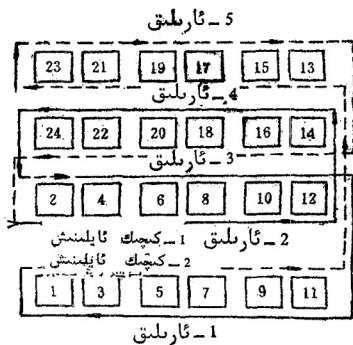 5 ـ ئارىلىق
23 21 19 17 15 13
4 ـ ئارىلىق
24 22 20 18 16 14
3 ـ ئارىلىق
2 4 6 8 10 12
2 ـ ئارىلىق
1 ـ كىچىك ئايلىنىش
2 ـ كىچىك ئايلىنىش
1 3 5 7 9 11
1 ـ ئارىلىق